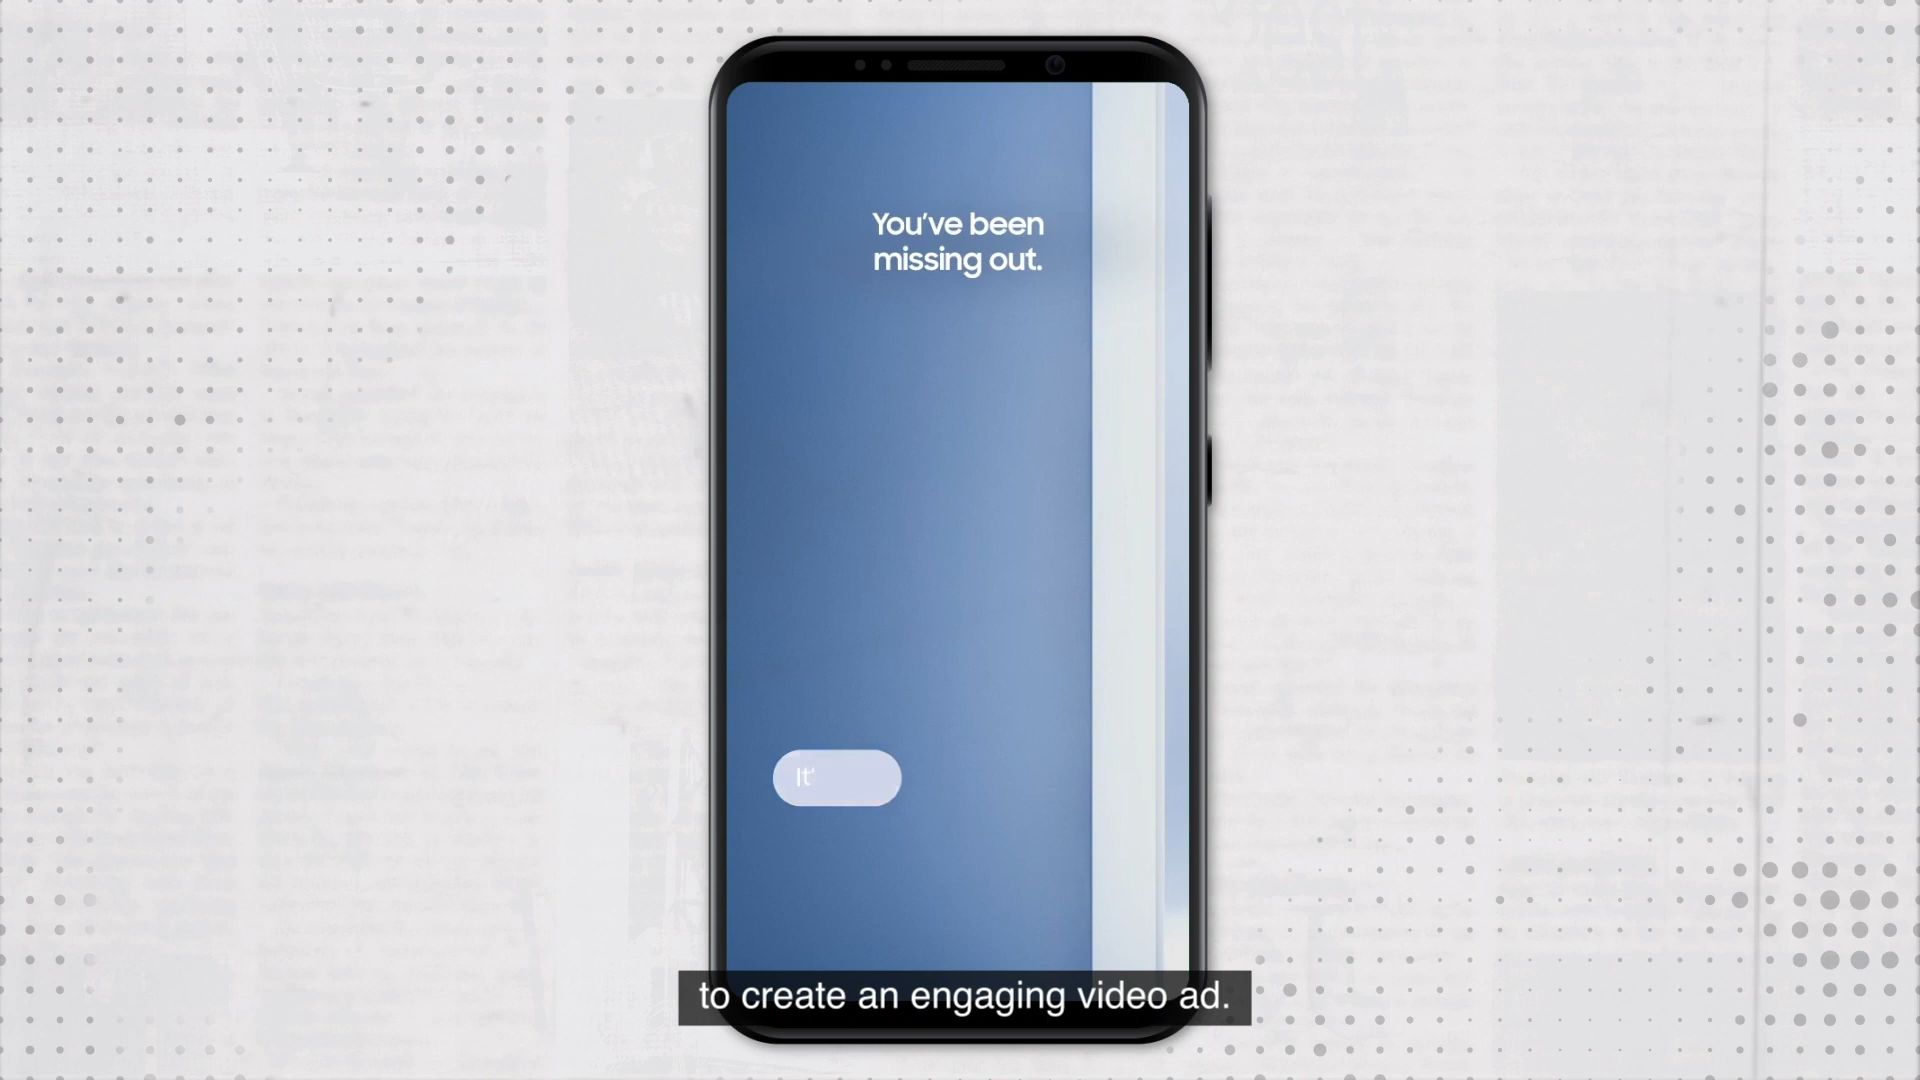 You've been
missing out.
It'
to create an engaging video ad.